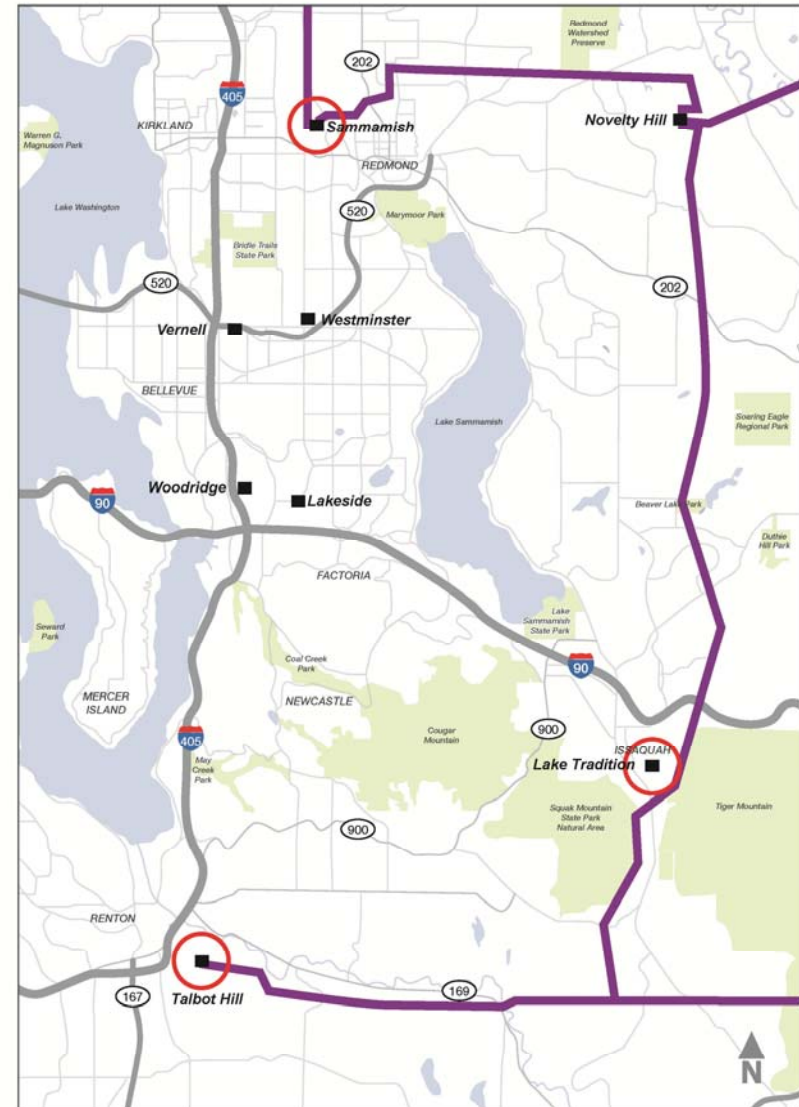 Redmond
Watershed
Preserve
202
405
KIRKLAND
Sammamish
Novelty Hill
Warren G.
Magnuson Park
REDMOND
Lake Washington
520
Marymoor Park
Bridle Trails
State Park
520
202
Westminster
Vernell
BELLEVUE
Soaring Eagle
Regional Park
Lake Sammamish
Woodridge
Lakeside
90
Beaver Lake Park
Duthie
Hill Park
FACTORIA
Seward
Park
Lake
Sammamish
State Park
Coal Creek
Park
90
MERCER
ISLAND
NEWCASTLE
405
Cougar
Mountain
900
ISSAQUAH
May
Creek
Park
Lake Tradition
Squak Mountain
State Park
Natural Area
Tiger Mountain
900
RENTON
167
Talbot Hill
169
N